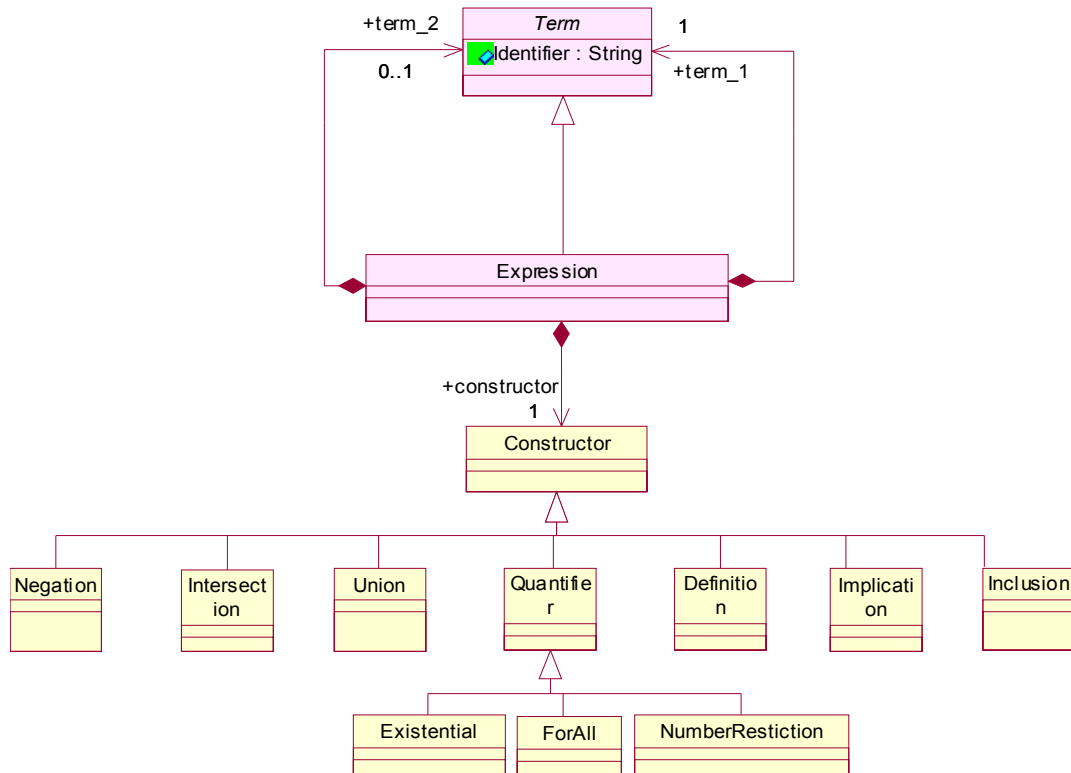 +term_2
Term
1
Identifier : String
0..1
+term_1
Expression
+constructor
1
Constructor
Negation
Intersect
ion
Union
Quantifie
r
Definitio
n
Implicati
on
Inclusion
Existential
ForAll
NumberRestiction